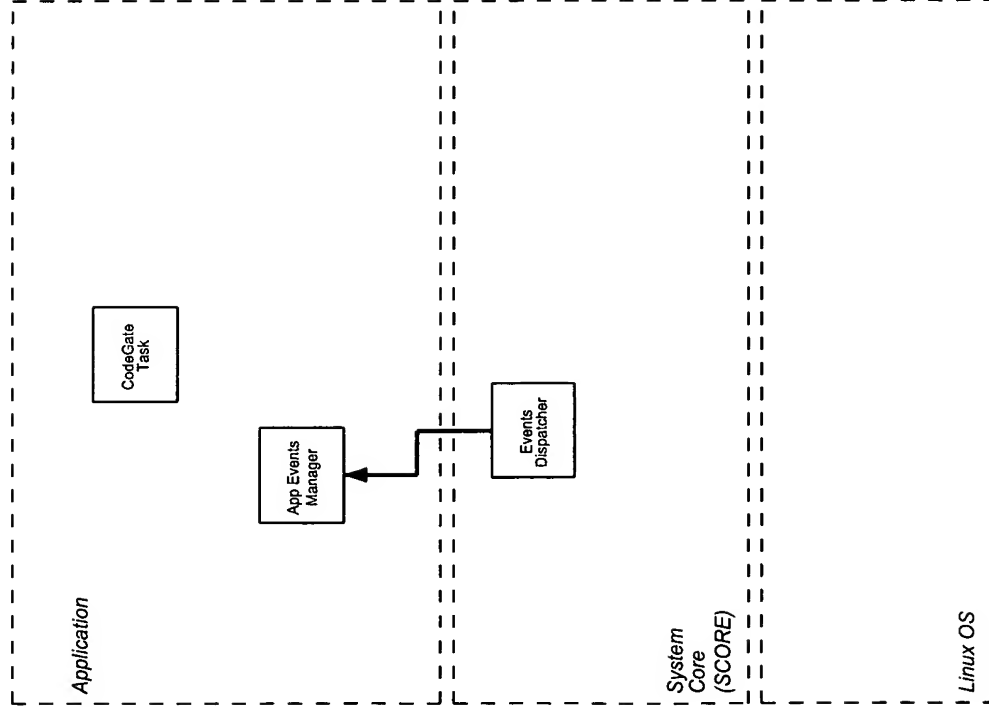 Application
CodeGate
Task
App Events
Manager
Events
Dispatcher
System
Core
(SCORE)
Linux OS